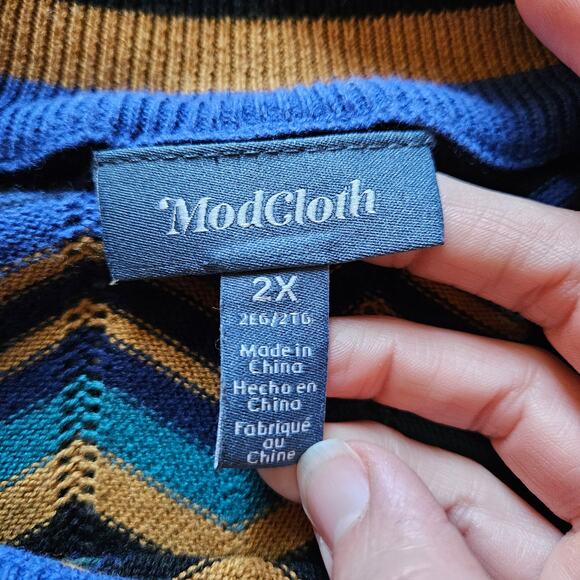 ModCloth
2X
2EG/2TG
Made in
China
Hecho en
China
Fabriqué
au
Chine